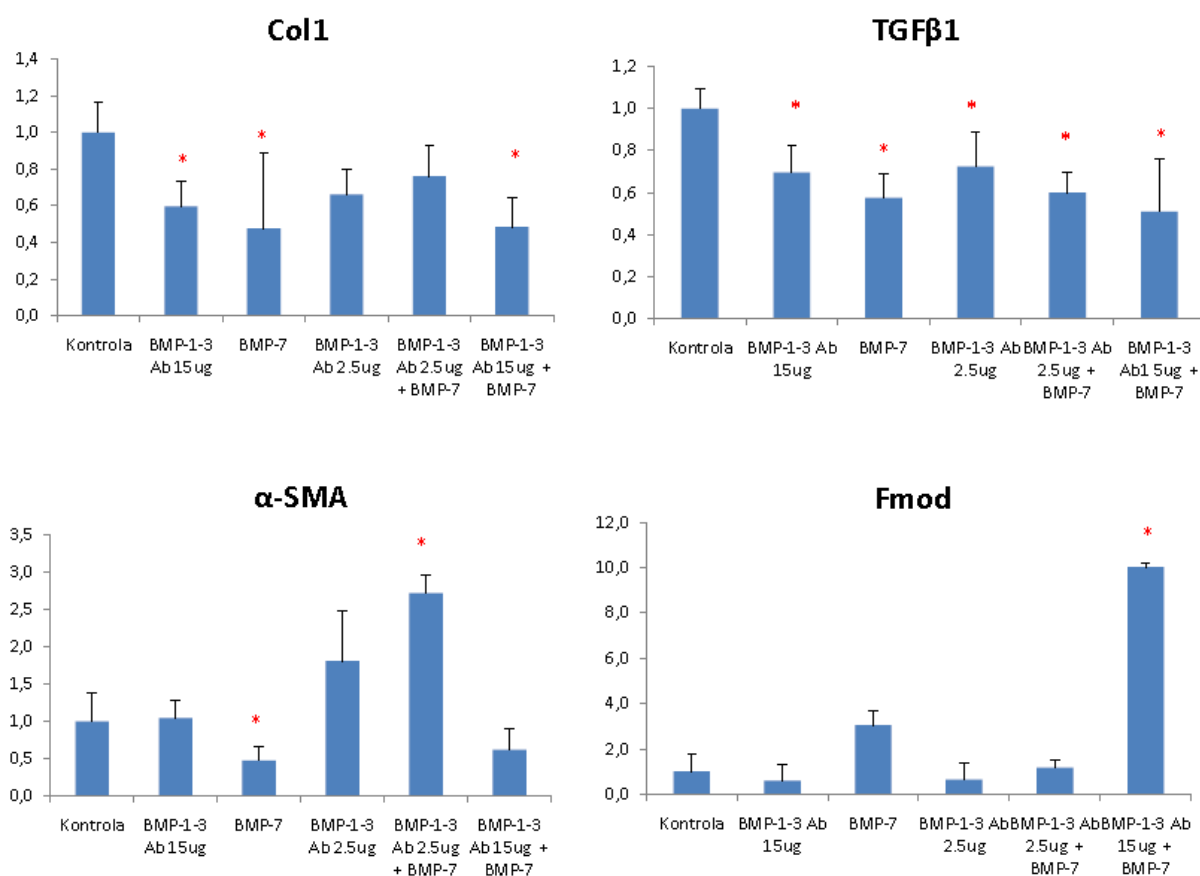 Col1
1,4
1,2
1,0
0,8
0,6
0,4
0,2
0,0
*
*
*
Kontrola BMP-1-3 BMP-7 BMP-1-3 BMP-1-3 BMP-1-3
Ab 15ug Ab 2.5ug Ab 2.5ug Ab 15ug +
+ BMP-7 BMP-7
TGFβ1
1,2
1,0
0,8
0,6
0,4
0,2
0,0
*
*
*
*
*
Kontrola BMP-1-3 Ab BMP-7 BMP-1-3 Ab BMP-1-3 Ab BMP-1-3
15ug 2.5ug 2.5ug + Ab15ug +
BMP-7 BMP-7
α-SMA
3,5
3,0
2,5
2,0
1,5
1,0
0,5
0,0
*
*
Kontrola BMP-1-3 BMP-7 BMP-1-3 BMP-1-3 BMP-1-3
Ab 15ug Ab 2.5ug Ab 2.5ug Ab 15ug +
+ BMP-7 BMP-7
Fmod
12,0
10,0
8,0
6,0
4,0
2,0
0,0
*
Kontrola BMP-1-3 Ab BMP-7 BMP-1-3 Ab BMP-1-3 Ab BMP-1-3 Ab
15ug 2.5ug 2.5ug + 15ug +
BMP-7 BMP-7